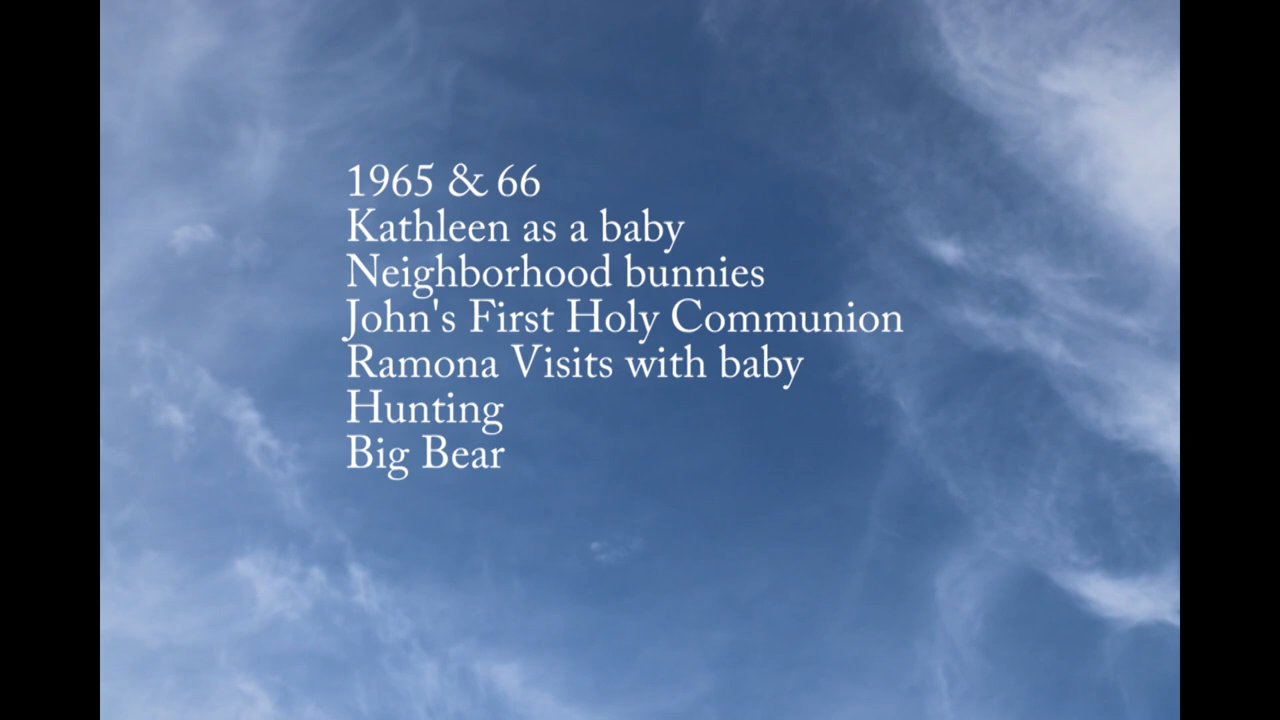 1965 & 66
Kathleen as a baby
Neighborhood bunnies
John's First Holy Communion
Ramona Visits with baby
Hunting
Big Bear